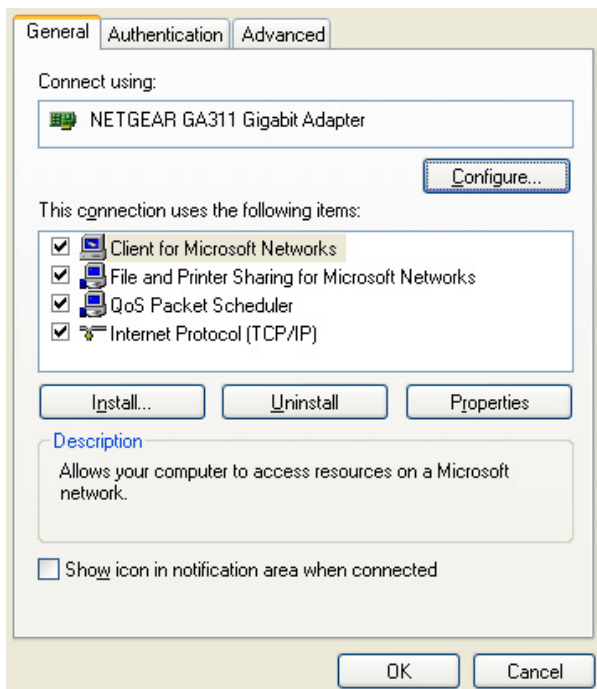 General Authentication Advanced
Connect using:
NETGEAR GA311 Gigabit Adapter
Configure...
This connection uses the following items:
Client for Microsoft Networks
File and Printer Sharing for Microsoft Networks
QoS Packet Scheduler
Internet Protocol (TCP/IP)
Install... Uninstall Properties
Description
Allows your computer to access resources on a Microsoft
network.
Show icon in notification area when connected
OK Cancel